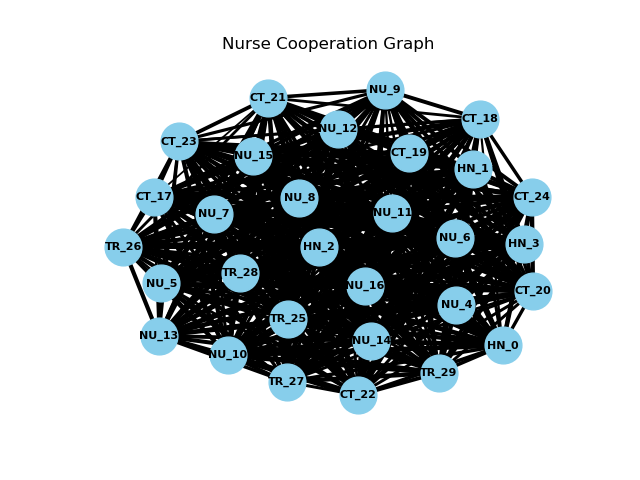 Nurse Cooperation Graph
NU_9
CT_21
CT_18
NU_12
CT_23
CT_19
NU_15
HN_1
CT_17
CT_24
NU_8
NU_11
NU_7
NU_6
HN_3
TR_26
HN_2
TR_28
NU_5
NU_16
CT_20
NU_4
TR_25
NU_13
NU_14
HN_0
NU_10
TR_29
TR_27
CT_22